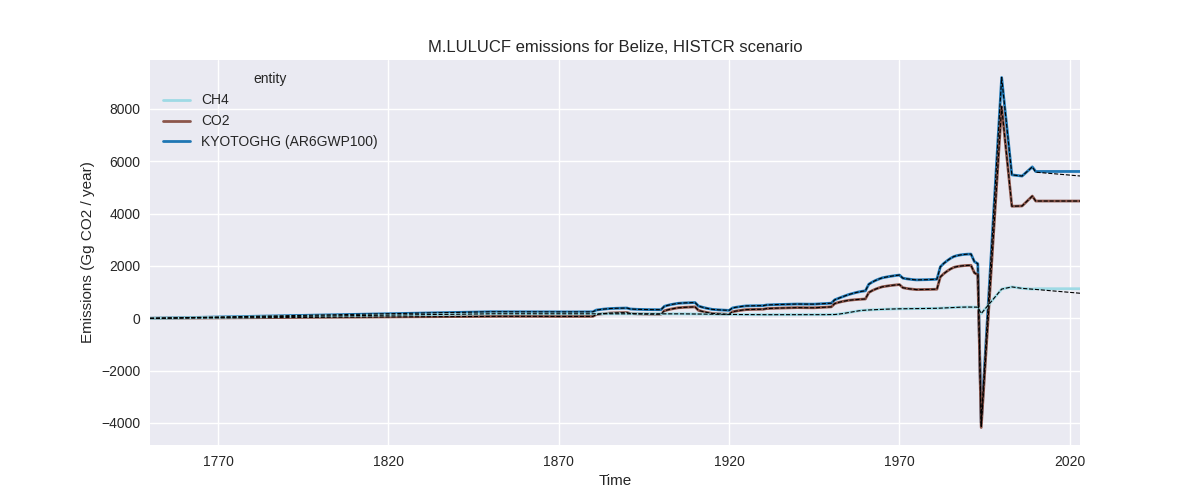 M.LULUCF emissions for Belize, HISTCR scenario
entity
CH4
CO2
KYOTOGHG (AR6GWP100)
Emissions (Gg CO2 / year)
8000
6000
4000
2000
0
−2000
−4000
1770
1820
1870
1920
1970
2020
Time